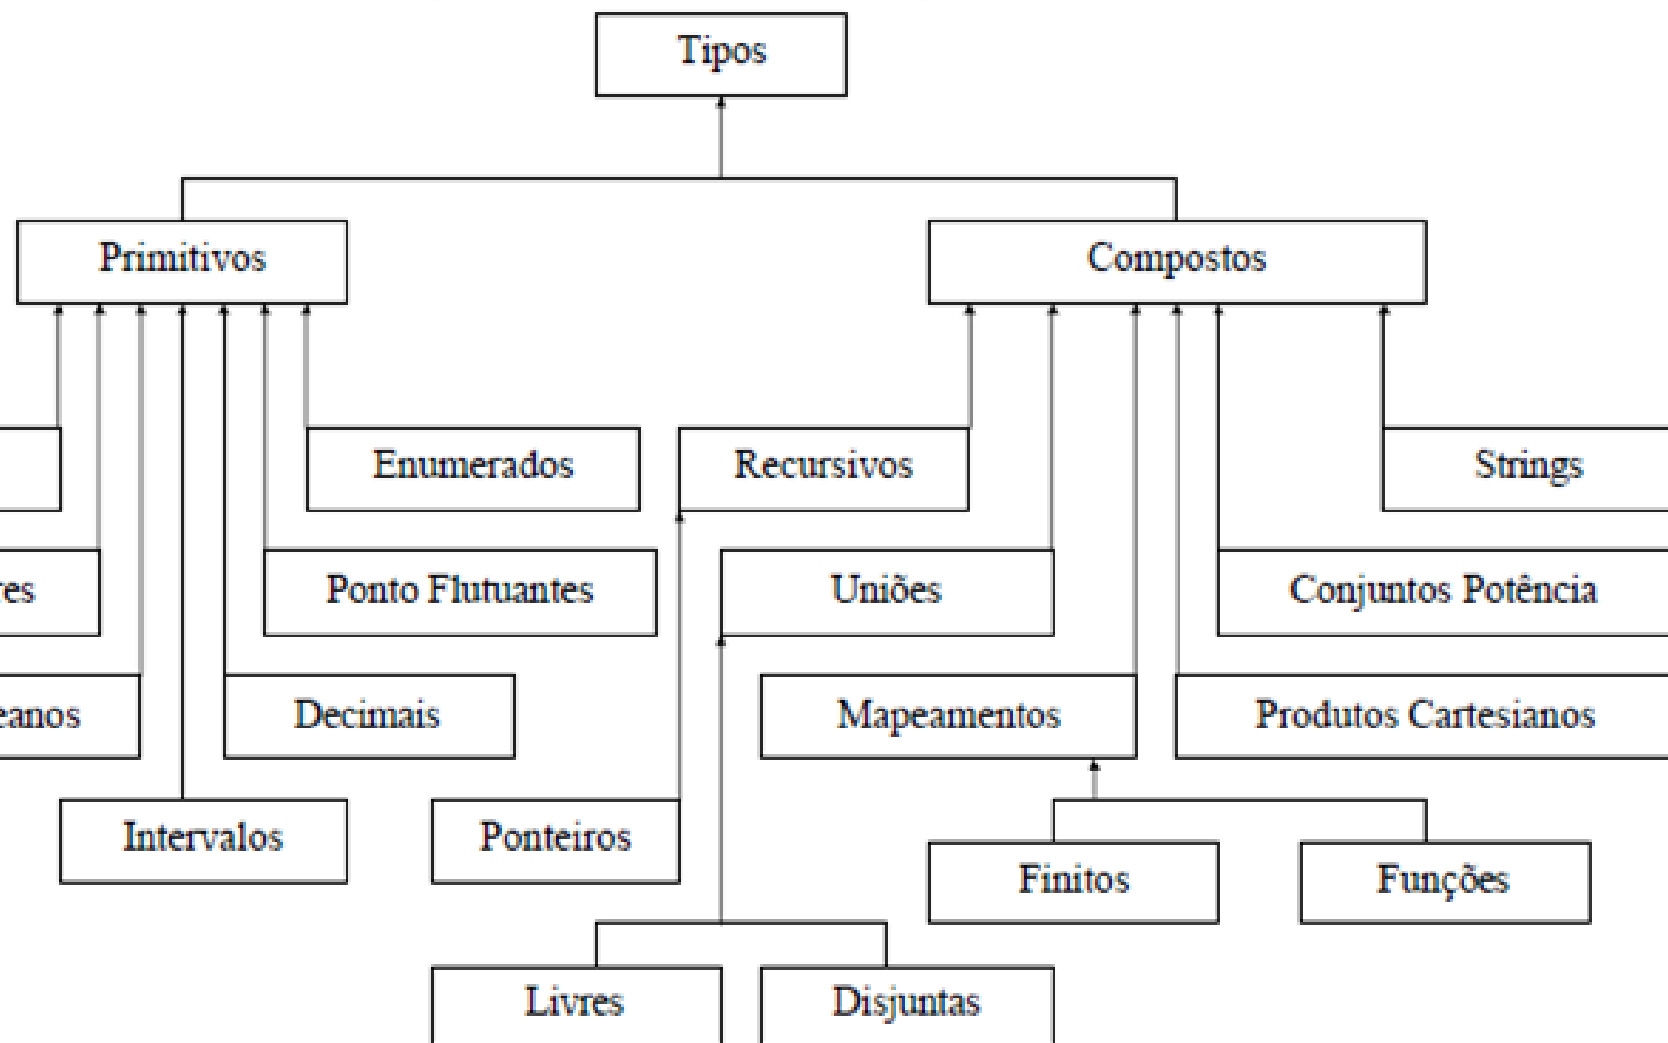 Tipos
Primitivos
Compostos
Enumerados
Recursivos
Strings
Ponto Flutuantes
Uniões
Conjuntos Potência
Decimais
Mapeamentos
Produtos Cartesianos
Intervalos
Ponteiros
Finitos
Funções
Livres
Disjuntas